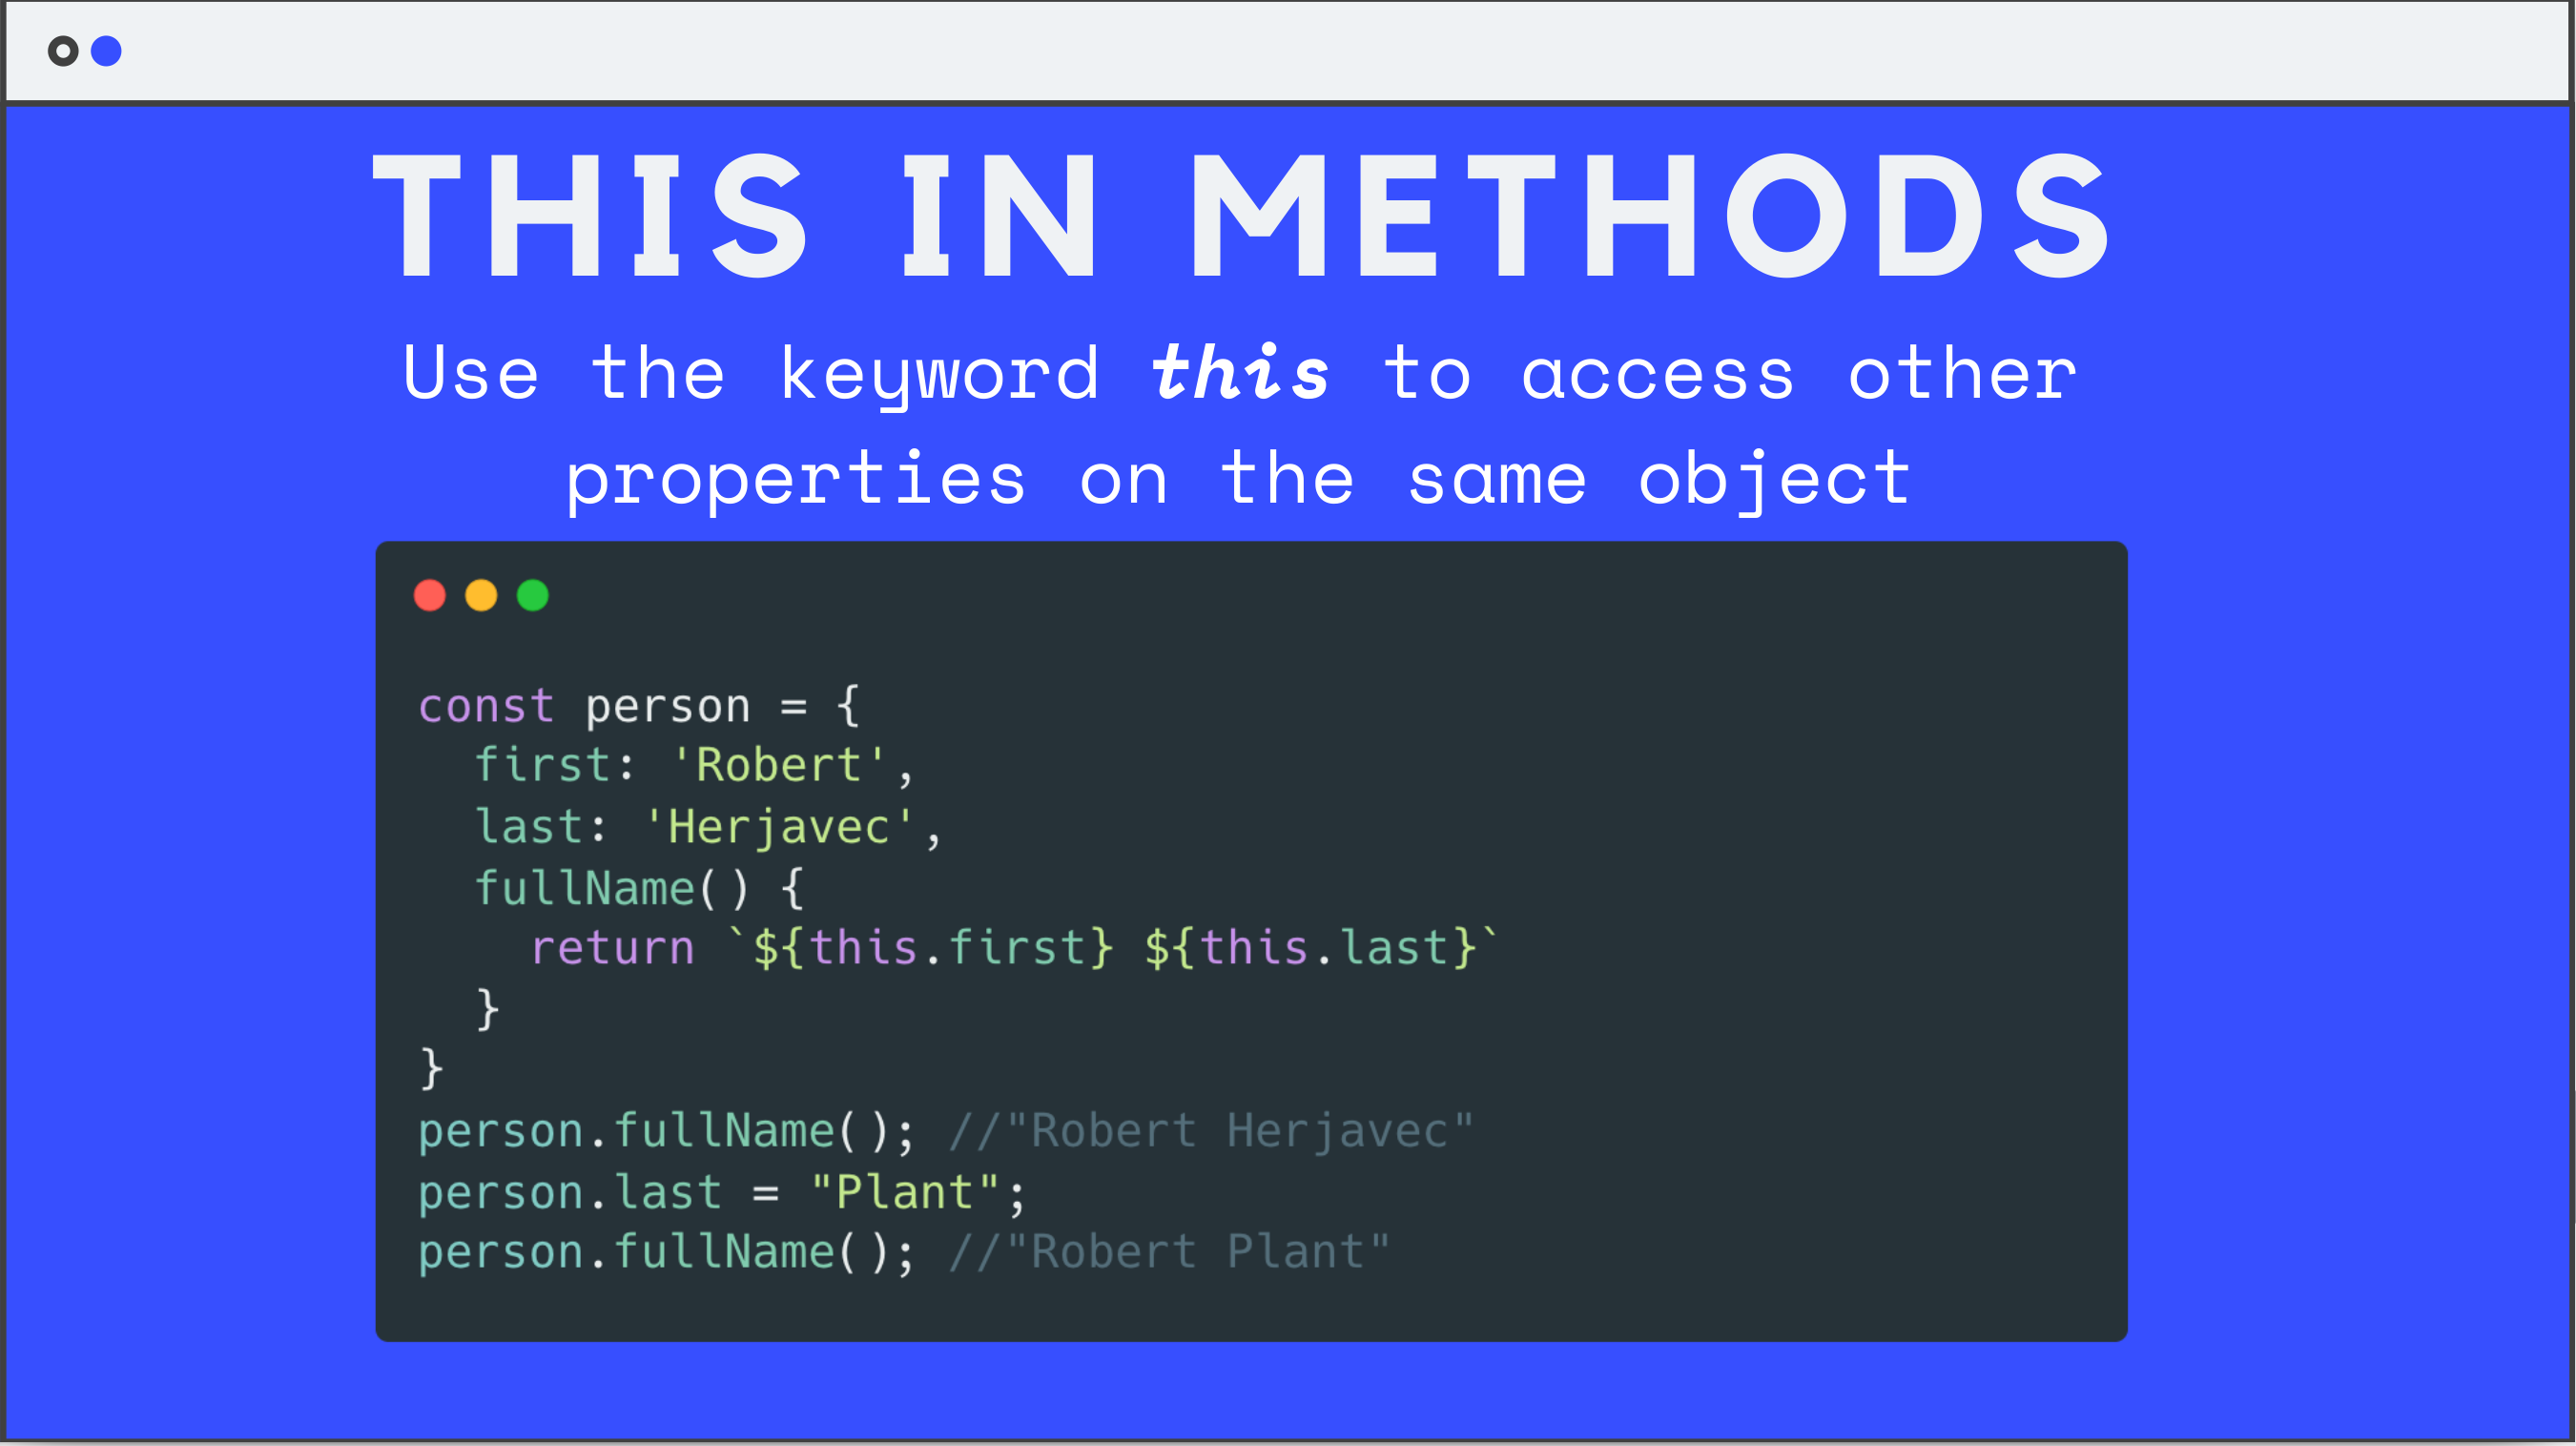 THIS IN METHODS
Use the keyword this to access other
properties on the same object
const person = {
  first: 'Robert',
  last: 'Herjavec',
  fullName() {
    return `${this.first} ${this.last}`
  }
}
person.fullName(); //"Robert Herjavec"
person.last = "Plant";
person.fullName(); //"Robert Plant"